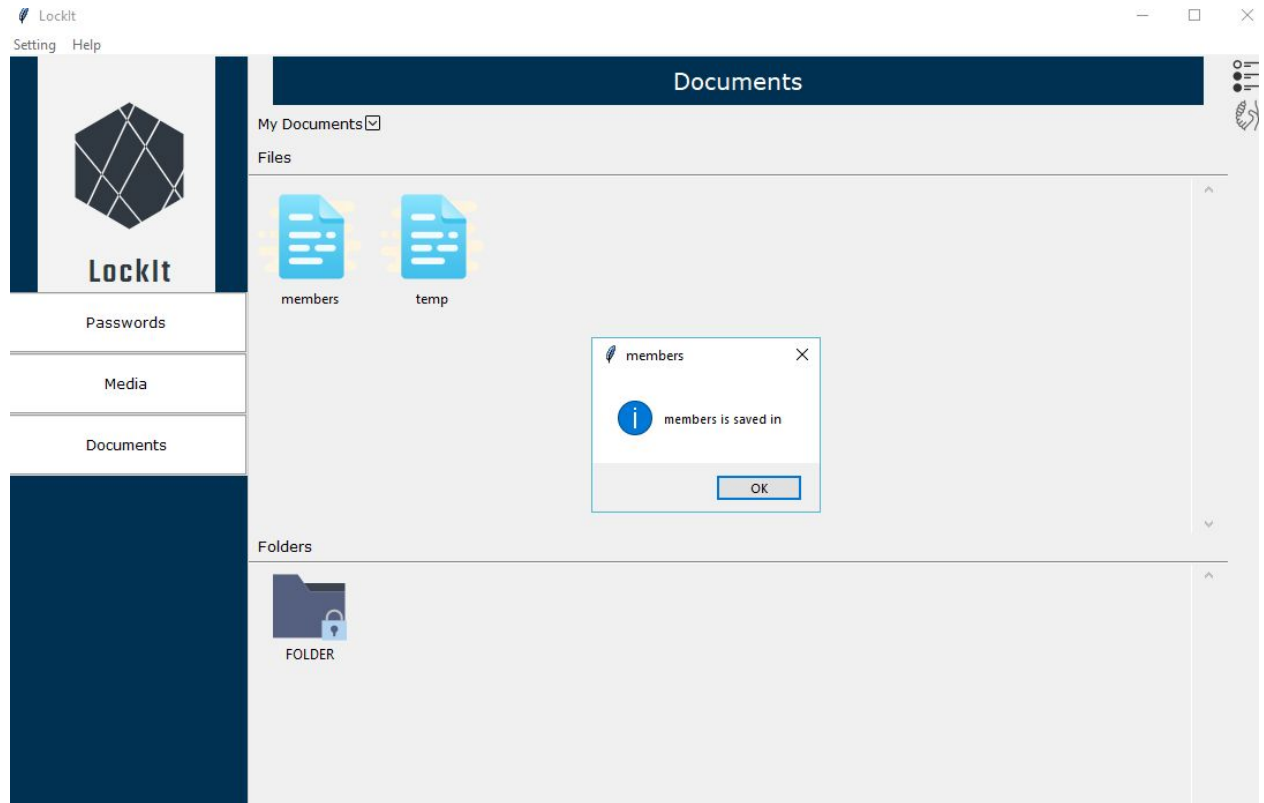 LockIt
Setting Help
Documents
My Documents
Files
LockIt
members temp
Passwords
members
Media
members is saved in
Documents
OK
Folders
FOLDER